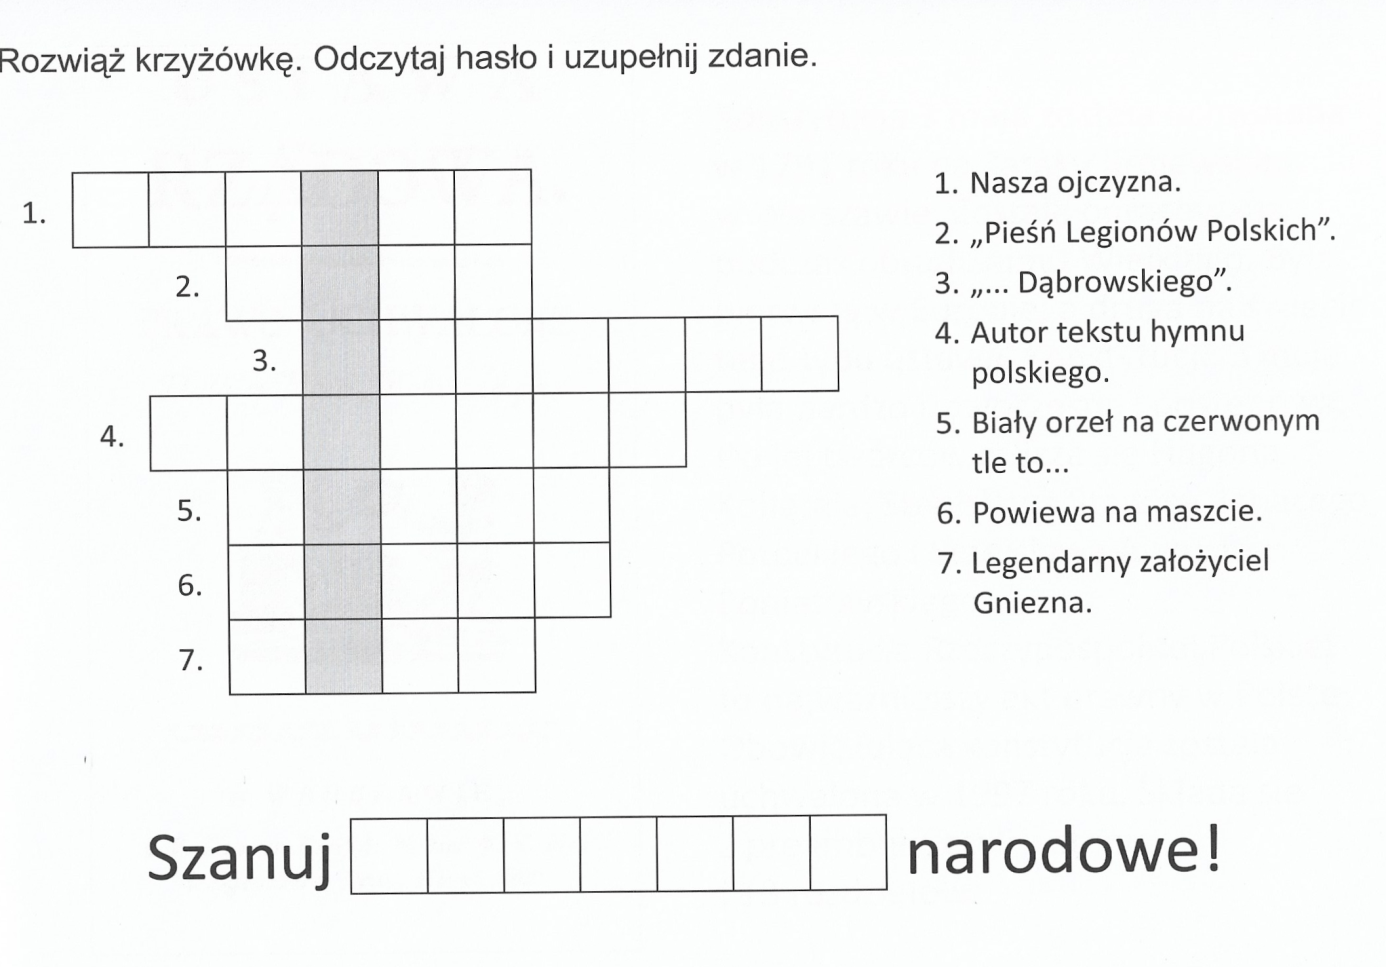 Rozwiąż krzyżówkę. Odczytaj hasło i uzupełnij zdanie.
1.
2.
3.
4.
5.
6.
7.
1. Nasza ojczyzna.
2. „Pieśń Legionów Polskich”.
3. „... Dąbrowskiego”.
4. Autor tekstu hymnu
polskiego.
5. Biały orzeł na czerwonym
tle to...
6. Powiewa na maszcie.
7. Legendarny założyciel
Gniezna.
Szanuj narodowe!